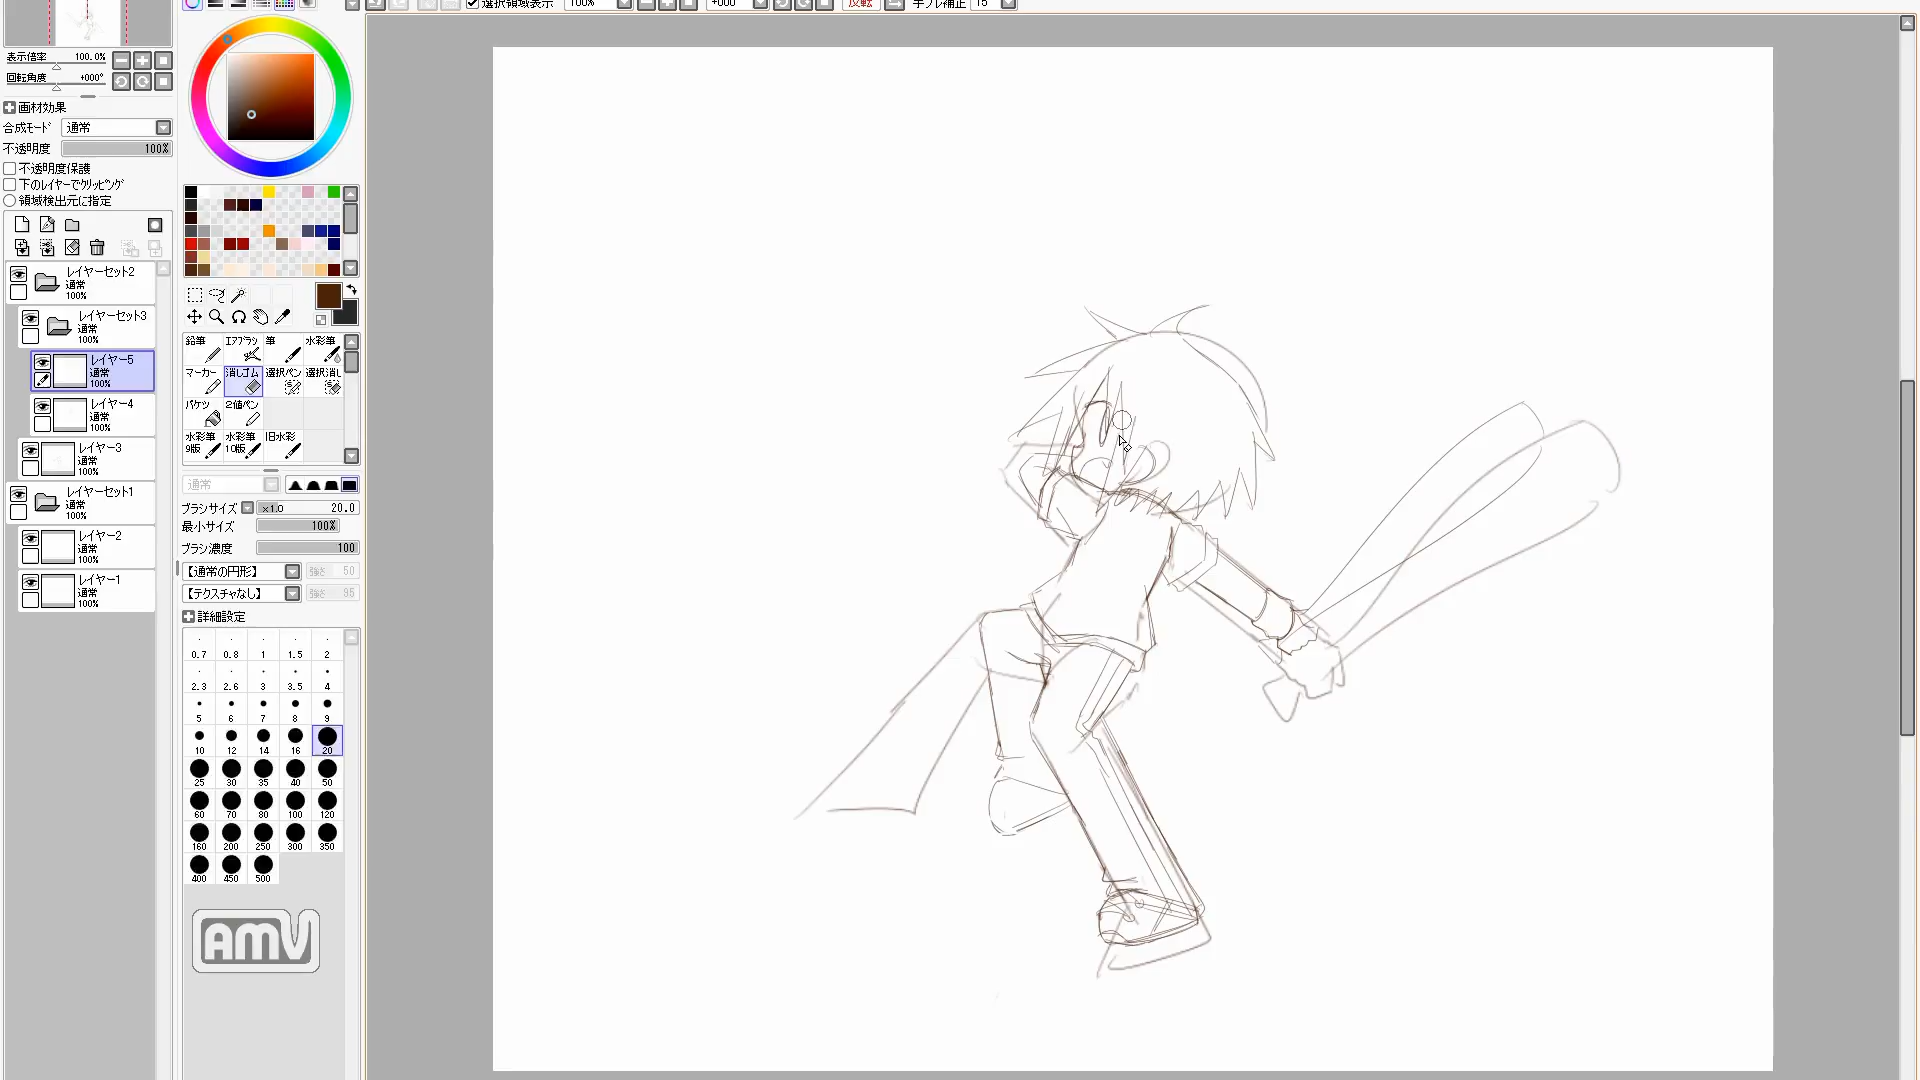 選択領域表示 100% +000° 反転 手ブレ補正 15
表示倍率 100.0%
回転角度 +000°
画材効果
合成モード 通常
不透明度 100%
不透明度保護
下のレイヤーでクリッピング
領域検出元に指定
レイヤーセット2
通常
100%
レイヤーセット3
通常
100%
レイヤー5
通常
100%
レイヤー4
通常
100%
レイヤー3
通常
100%
レイヤーセット1
通常
100%
レイヤー2
通常
100%
レイヤー1
通常
100%
鉛筆 エアブラシ 筆 水彩筆
マーカー 消しゴム 選択ペン 選択消し
バケツ 2値ペン
水彩筆 水彩筆 旧水彩
9版 10版
通常
ブラシサイズ x1.0 20.0
最小サイズ 100%
ブラシ濃度 100
【通常の円形】 強さ 50
【テクスチャなし】 強さ 95
詳細設定
0.7 0.8 1 1.5 2
2.3 2.6 3 3.5 4
5 6 7 8 9
10 12 14 16 20
25 30 35 40 50
60 70 80 100 120
160 200 250 300 350
400 450 500
AMV